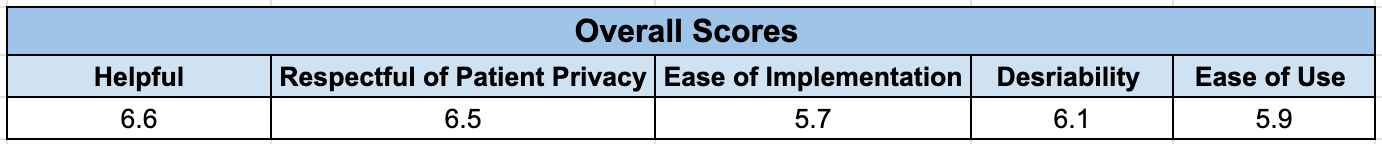 Overall Scores
Helpful Respectful of Patient Privacy Ease of Implementation Desriability Ease of Use
6.6 6.5 5.7 6.1 5.9